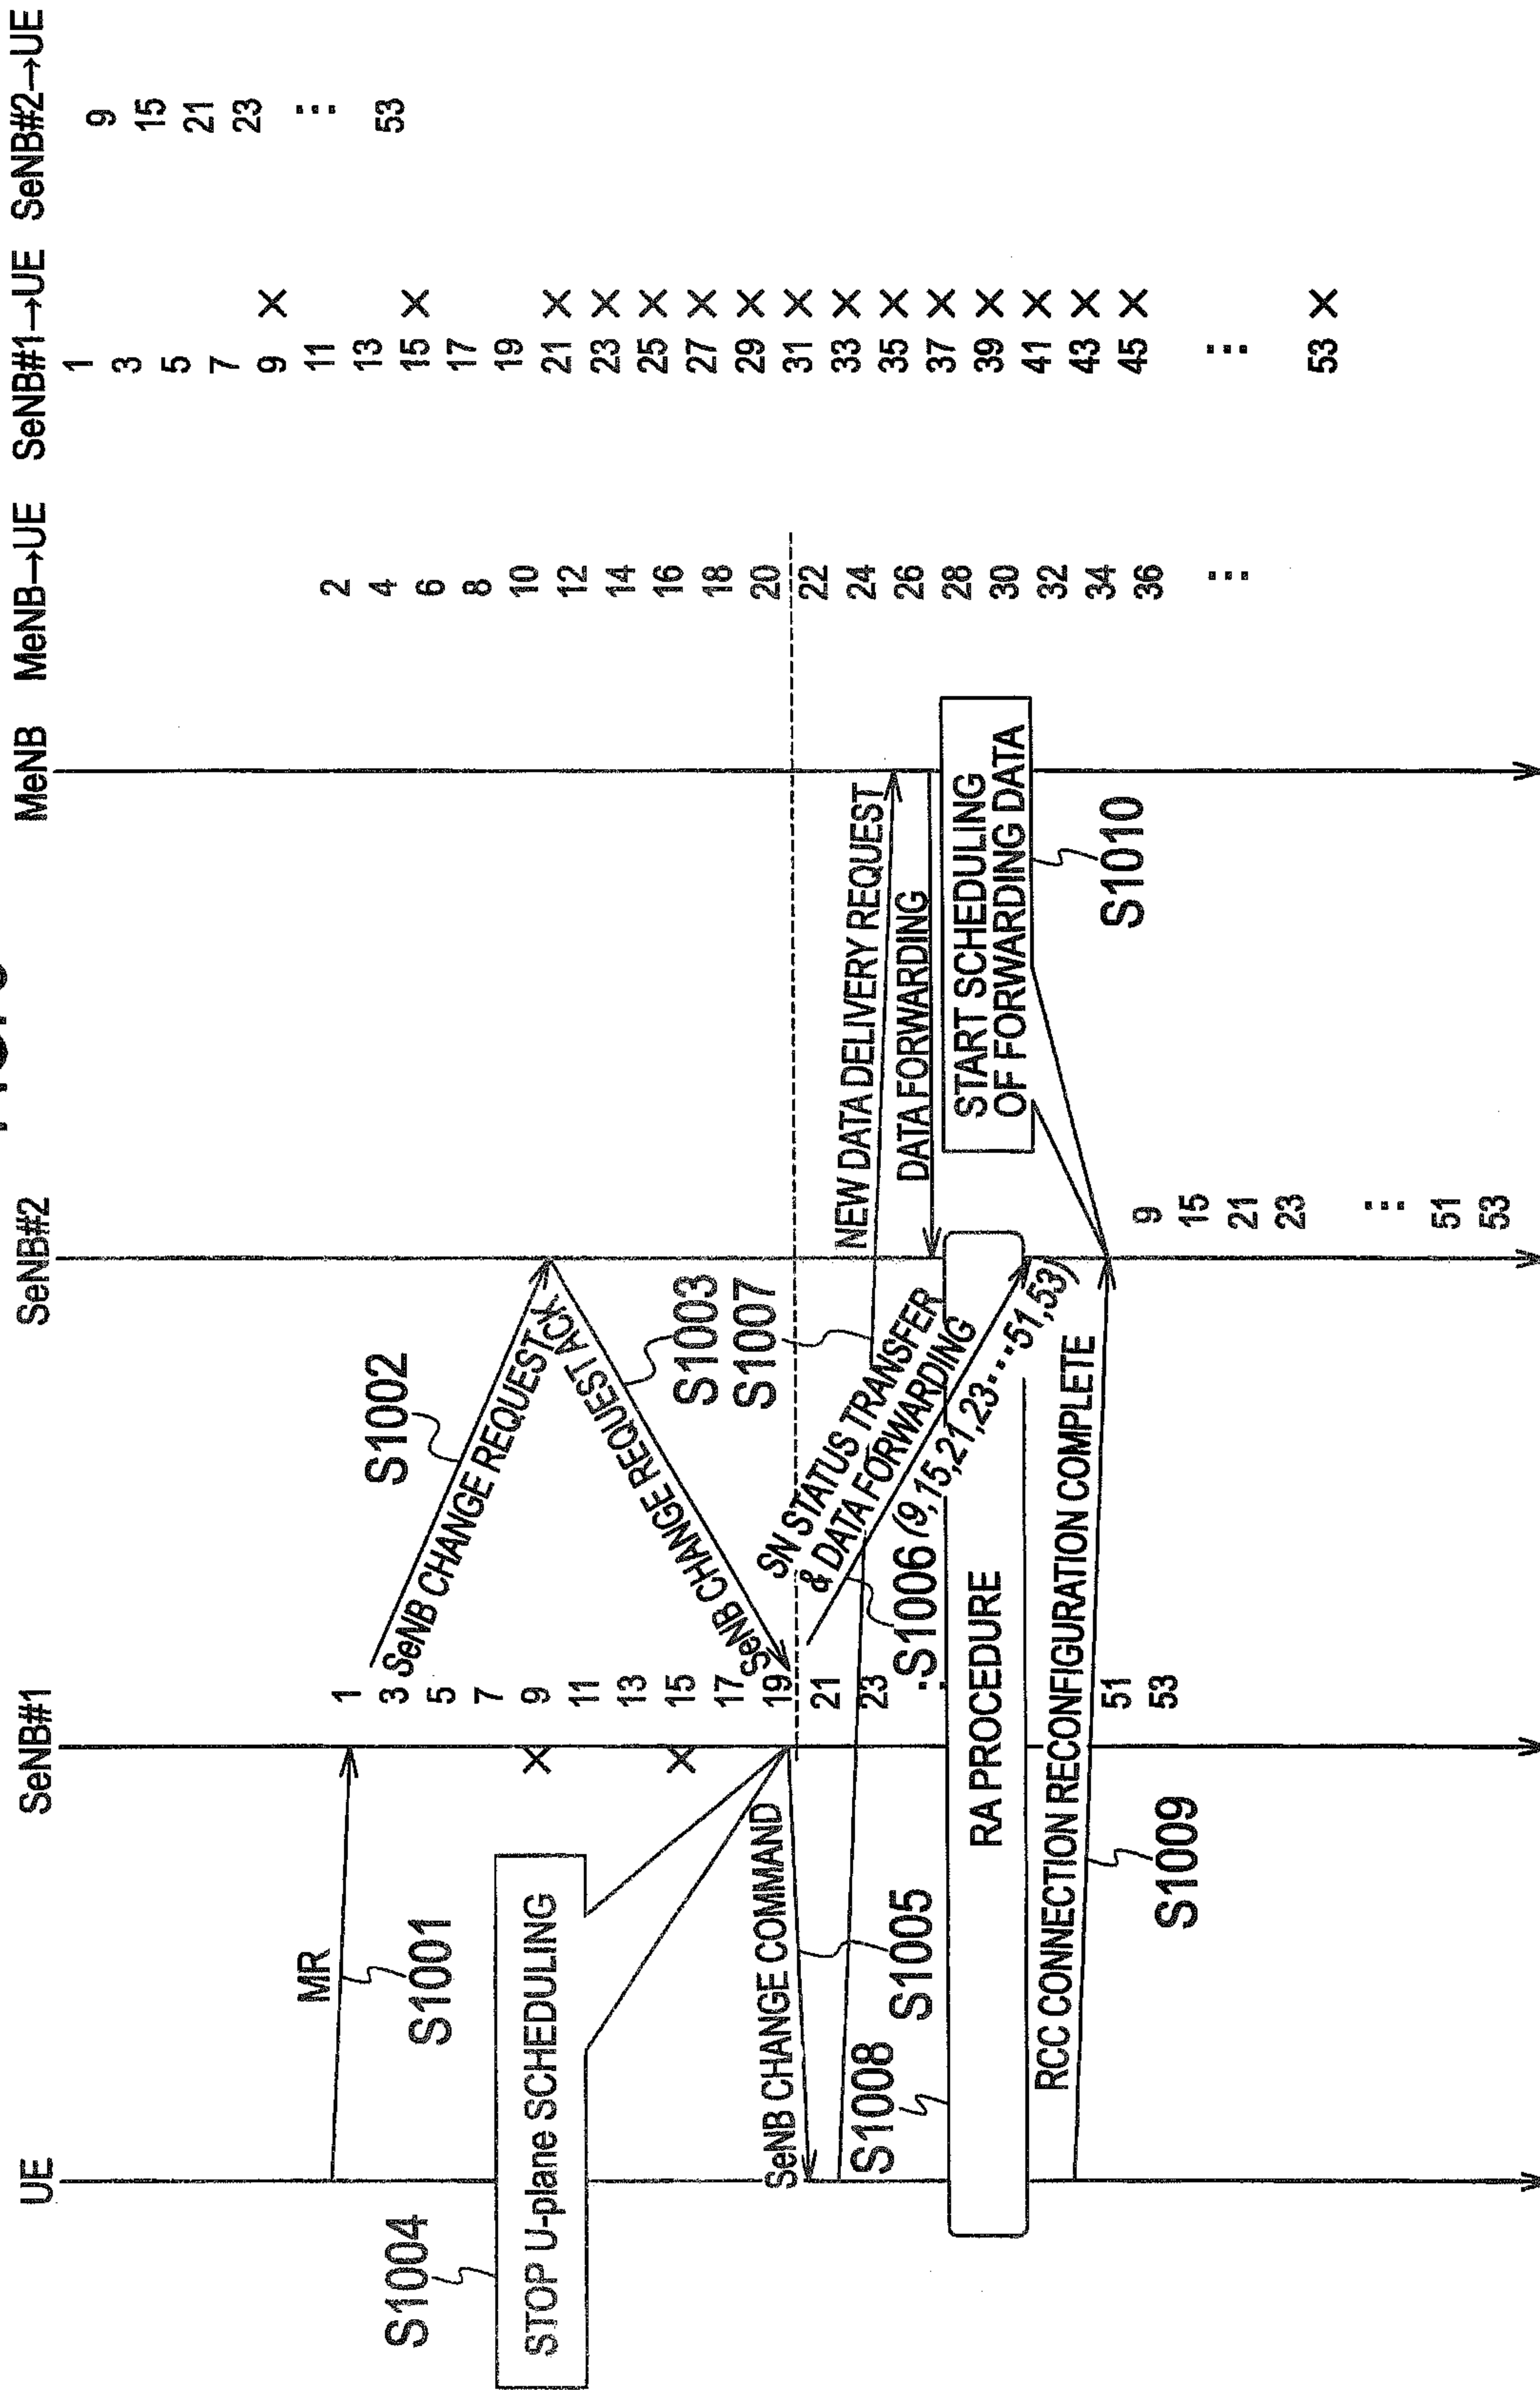 UE
SeNB#1
SeNB#2
MeNB
MeNB→UE
SeNB#1→UE
SeNB#2→UE
MR
S1001
S1002
SeNB CHANGE REQUEST
SeNB CHANGE REQUEST ACK
S1003
S1004
STOP U-plane SCHEDULING
SeNB CHANGE COMMAND
S1005
SN STATUS TRANSFER
& DATA FORWARDING
(9,15,21,23•••51,53)
S1006
S1007
NEW DATA DELIVERY REQUEST
DATA FORWARDING
S1008
RA PROCEDURE
RCC CONNECTION RECONFIGURATION COMPLETE
S1009
START SCHEDULING
OF FORWARDING DATA
S1010
1
3
5
7
9
11
13
15
17
19
21
23
⋮
51
53
×
×
9
15
21
23
⋮
51
53
2
4
6
8
10
12
14
16
18
20
22
24
26
28
30
32
34
36
⋮
1
3
5
7
9 ×
11
13
15 ×
17
19
21 ×
23 ×
25 ×
27 ×
29 ×
31 ×
33 ×
35 ×
37 ×
39 ×
41 ×
43 ×
45 ×
⋮
53 ×
9
15
21
23
⋮
53